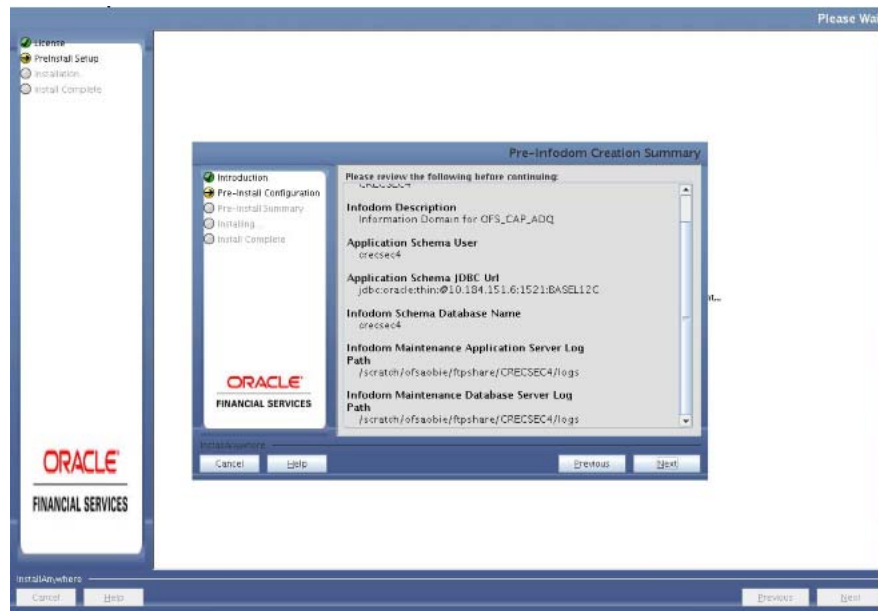 Please Wai
License
PreInstall Setup
Installation...
Install Complete
Pre-Infodom Creation Summary
Introduction
Pre-Install Configuration
Pre-Install Summary
Installing...
Install Complete
Please review the following before continuing:
CRECSEC4
Infodom Description
Information Domain for OFS_CAP_ADQ
Application Schema User
crecsec4
Application Schema JDBC Url
jdbc:oracle:thin:@10.184.151.6:1521:BASEL12C
Infodom Schema Database Name
crecsec4
Infodom Maintenance Application Server Log
Path
/scratch/ofsaobie/ftpshare/CRECSEC4/logs
Infodom Maintenance Database Server Log
Path
/scratch/ofsaobie/ftpshare/CRECSEC4/logs
ORACLE
FINANCIAL SERVICES
InstallAnywhere
Cancel
Help
Previous
Next
nt...
ORACLE
FINANCIAL SERVICES
InstallAnywhere
Cancel
Help
Previous
Next